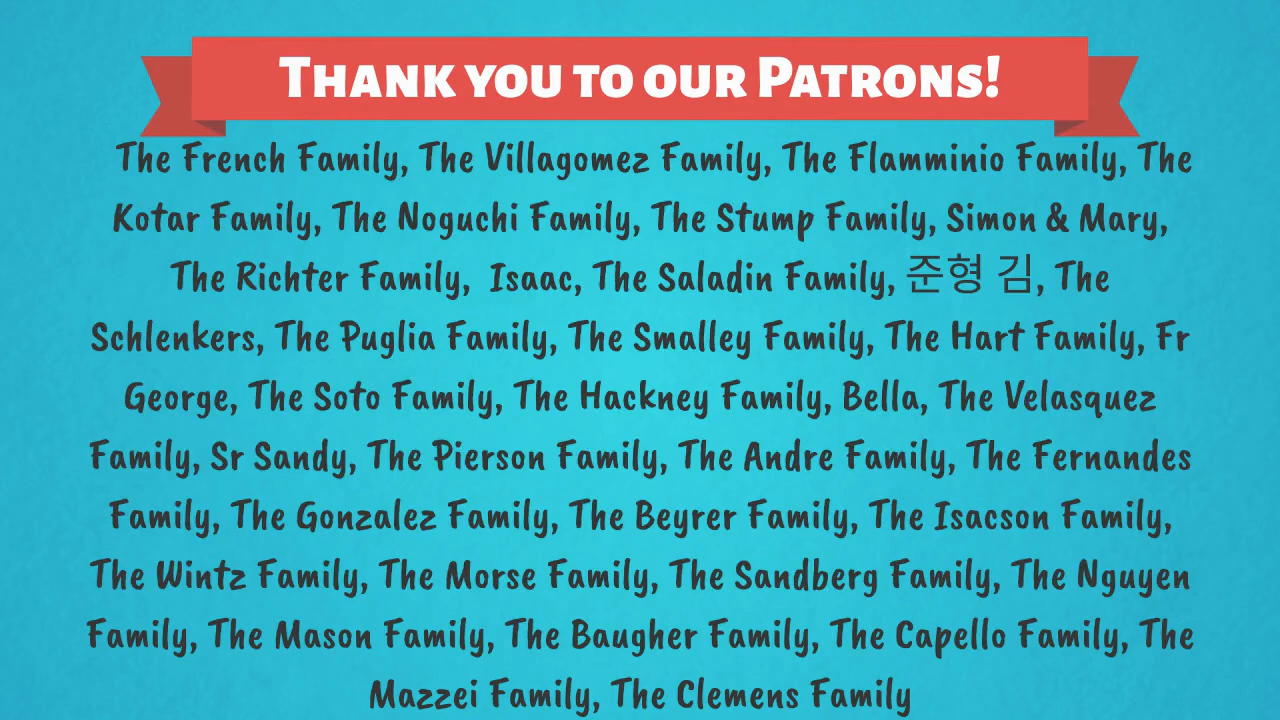 Thank you to our Patrons!
The French Family, The Villagomez Family, The Flamminio Family, The
Kotar Family, The Noguchi Family, The Stump Family, Simon & Mary,
The Richter Family, Isaac, The Saladin Family, 준형 김, The
Schlenkers, The Puglia Family, The Smalley Family, The Hart Family, Fr
George, The Soto Family, The Hackney Family, Bella, The Velasquez
Family, Sr Sandy, The Pierson Family, The Andre Family, The Fernandes
Family, The Gonzalez Family, The Beyrer Family, The Isacson Family,
The Wintz Family, The Morse Family, The Sandberg Family, The Nguyen
Family, The Mason Family, The Baugher Family, The Capello Family, The
Mazzei Family, The Clemens Family